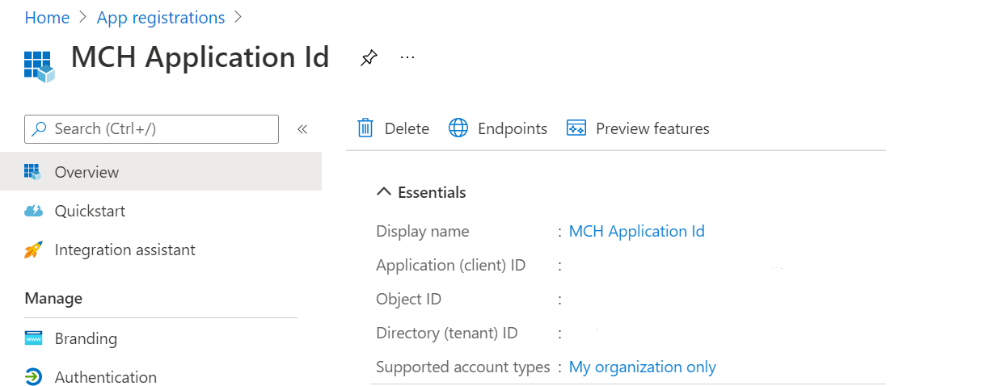 Home > App registrations >
MCH Application Id
Search (Ctrl+/)
«
Overview
Quickstart
Integration assistant
Manage
Branding
Authentication
Delete
Endpoints
Preview features
Essentials
Display name : MCH Application Id
Application (client) ID :
Object ID :
Directory (tenant) ID :
Supported account types : My organization only